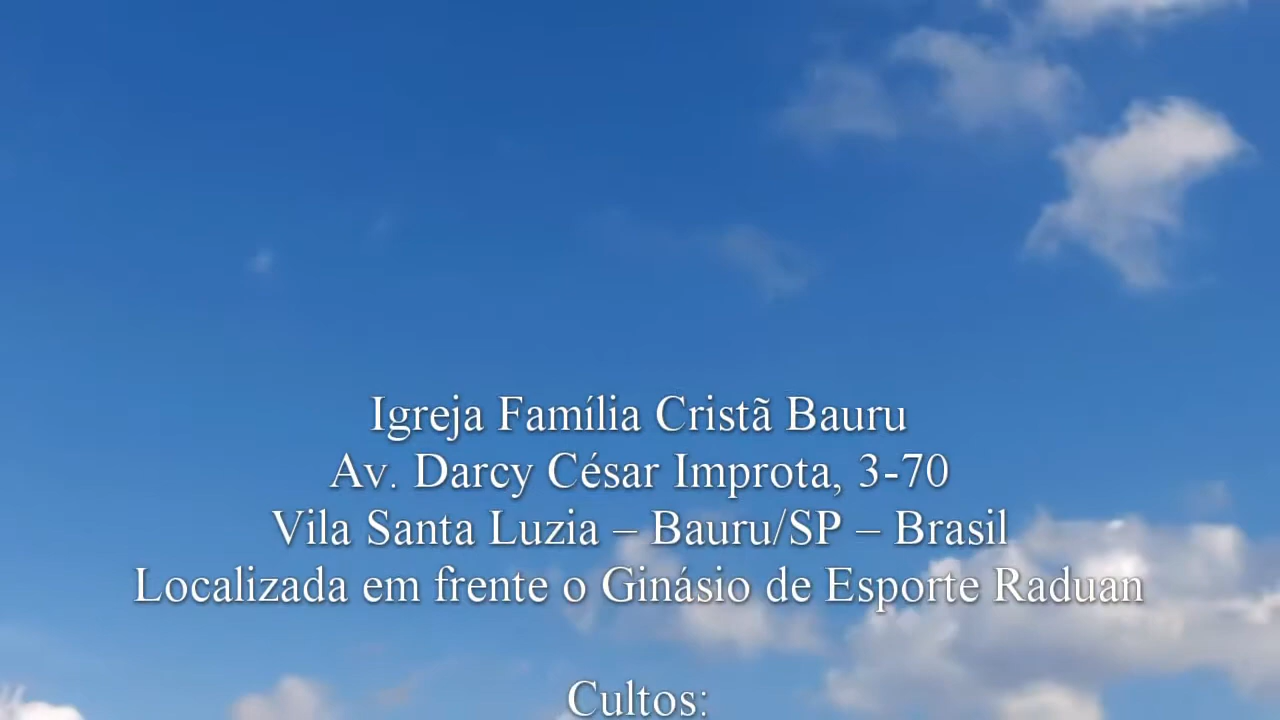 Igreja Família Cristã Bauru
Av. Darcy César Improta, 3-70
Vila Santa Luzia – Bauru/SP – Brasil
Localizada em frente o Ginásio de Esporte Raduan
Cultos: